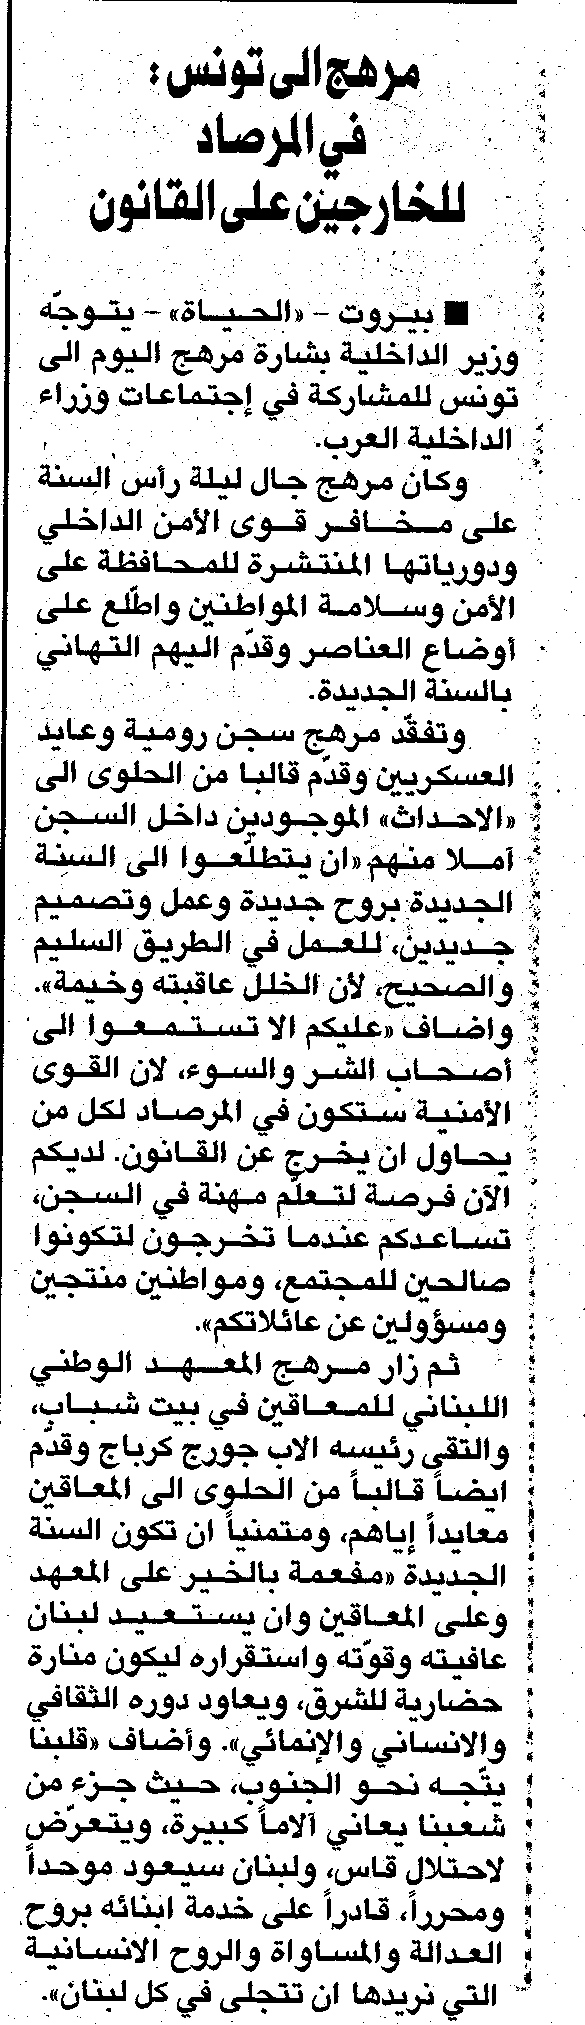 مرهج الى تونس :
في المرصاد
للخارجين على القانون
■ بيروت – «الحياة» – يتوجّه
وزير الداخلية بشارة مرهج اليوم الى
تونس للمشاركة في إجتماعات وزراء
الداخلية العرب.
وكان مرهج جال ليلة رأس السنة
على مخافر قوى الأمن الداخلي
ودورياتها المنتشرة للمحافظة على
الأمن وسلامة المواطنين واطّلع على
أوضاع العناصر وقدّم اليهم التهاني
بالسنة الجديدة.
وتفقّد مرهج سجن رومية وعايد
العسكريين وقدّم قالبا من الحلوى الى
«الاحداث» الموجودين داخل السجن
آملا منهم «ان يتطلّعوا الى السنة
الجديدة بروح جديدة وعمل وتصميم
جديدين، للعمل في الطريق السليم
والصحيح، لأن الخلل عاقبته وخيمة».
واضاف «عليكم الا تستمعوا الى
أصحاب الشر والسوء، لان القوى
الأمنية ستكون في المرصاد لكل من
يحاول ان يخرج عن القانون. لديكم
الآن فرصة لتعلّم مهنة في السجن،
تساعدكم عندما تخرجون لتكونوا
صالحين للمجتمع، ومواطنين منتجين
ومسؤولين عن عائلاتكم».
ثم زار مرهج المعهد الوطني
اللبناني للمعاقين في بيت شباب،
والتقى رئيسه الاب جورج كرباج وقدّم
ايضاً قالباً من الحلوى الى المعاقين
معايداً إياهم، ومتمنياً ان تكون السنة
الجديدة «مفعمة بالخير على المعهد
وعلى المعاقين وان يستعيد لبنان
عافيته وقوّته واستقراره ليكون منارة
حضارية للشرق، ويعاود دوره الثقافي
والانساني والإنمائي». وأضاف «قلبنا
يتّجه نحو الجنوب، حيث جزء من
شعبنا يعاني آلاماً كبيرة، ويتعرّض
لاحتلال قاس، ولبنان سيعود موحداً
ومحرراً، قادراً على خدمة ابنائه بروح
العدالة والمساواة والروح الانسانية
التي نريدها ان تتجلى في كل لبنان».